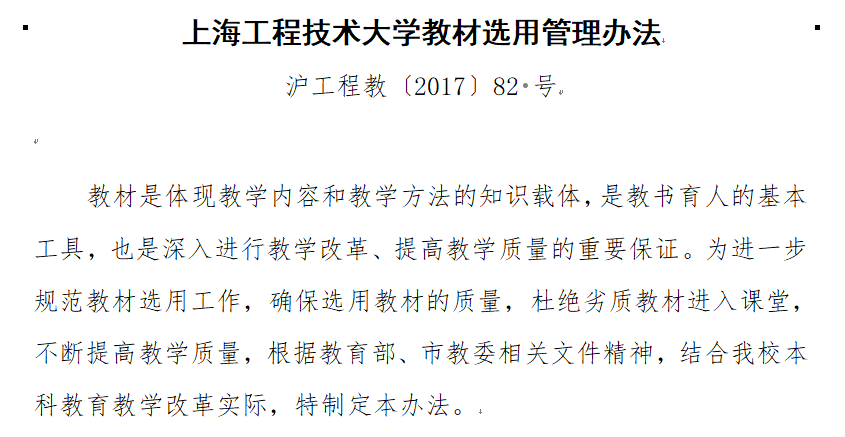 上海工程技术大学教材选用管理办法
沪工程教〔2017〕82 号
教材是体现教学内容和教学方法的知识载体,是教书育人的基本
工具，也是深入进行教学改革、提高教学质量的重要保证。为进一步
规范教材选用工作，确保选用教材的质量，杜绝劣质教材进入课堂，
不断提高教学质量，根据教育部、市教委相关文件精神，结合我校本
科教育教学改革实际，特制定本办法。